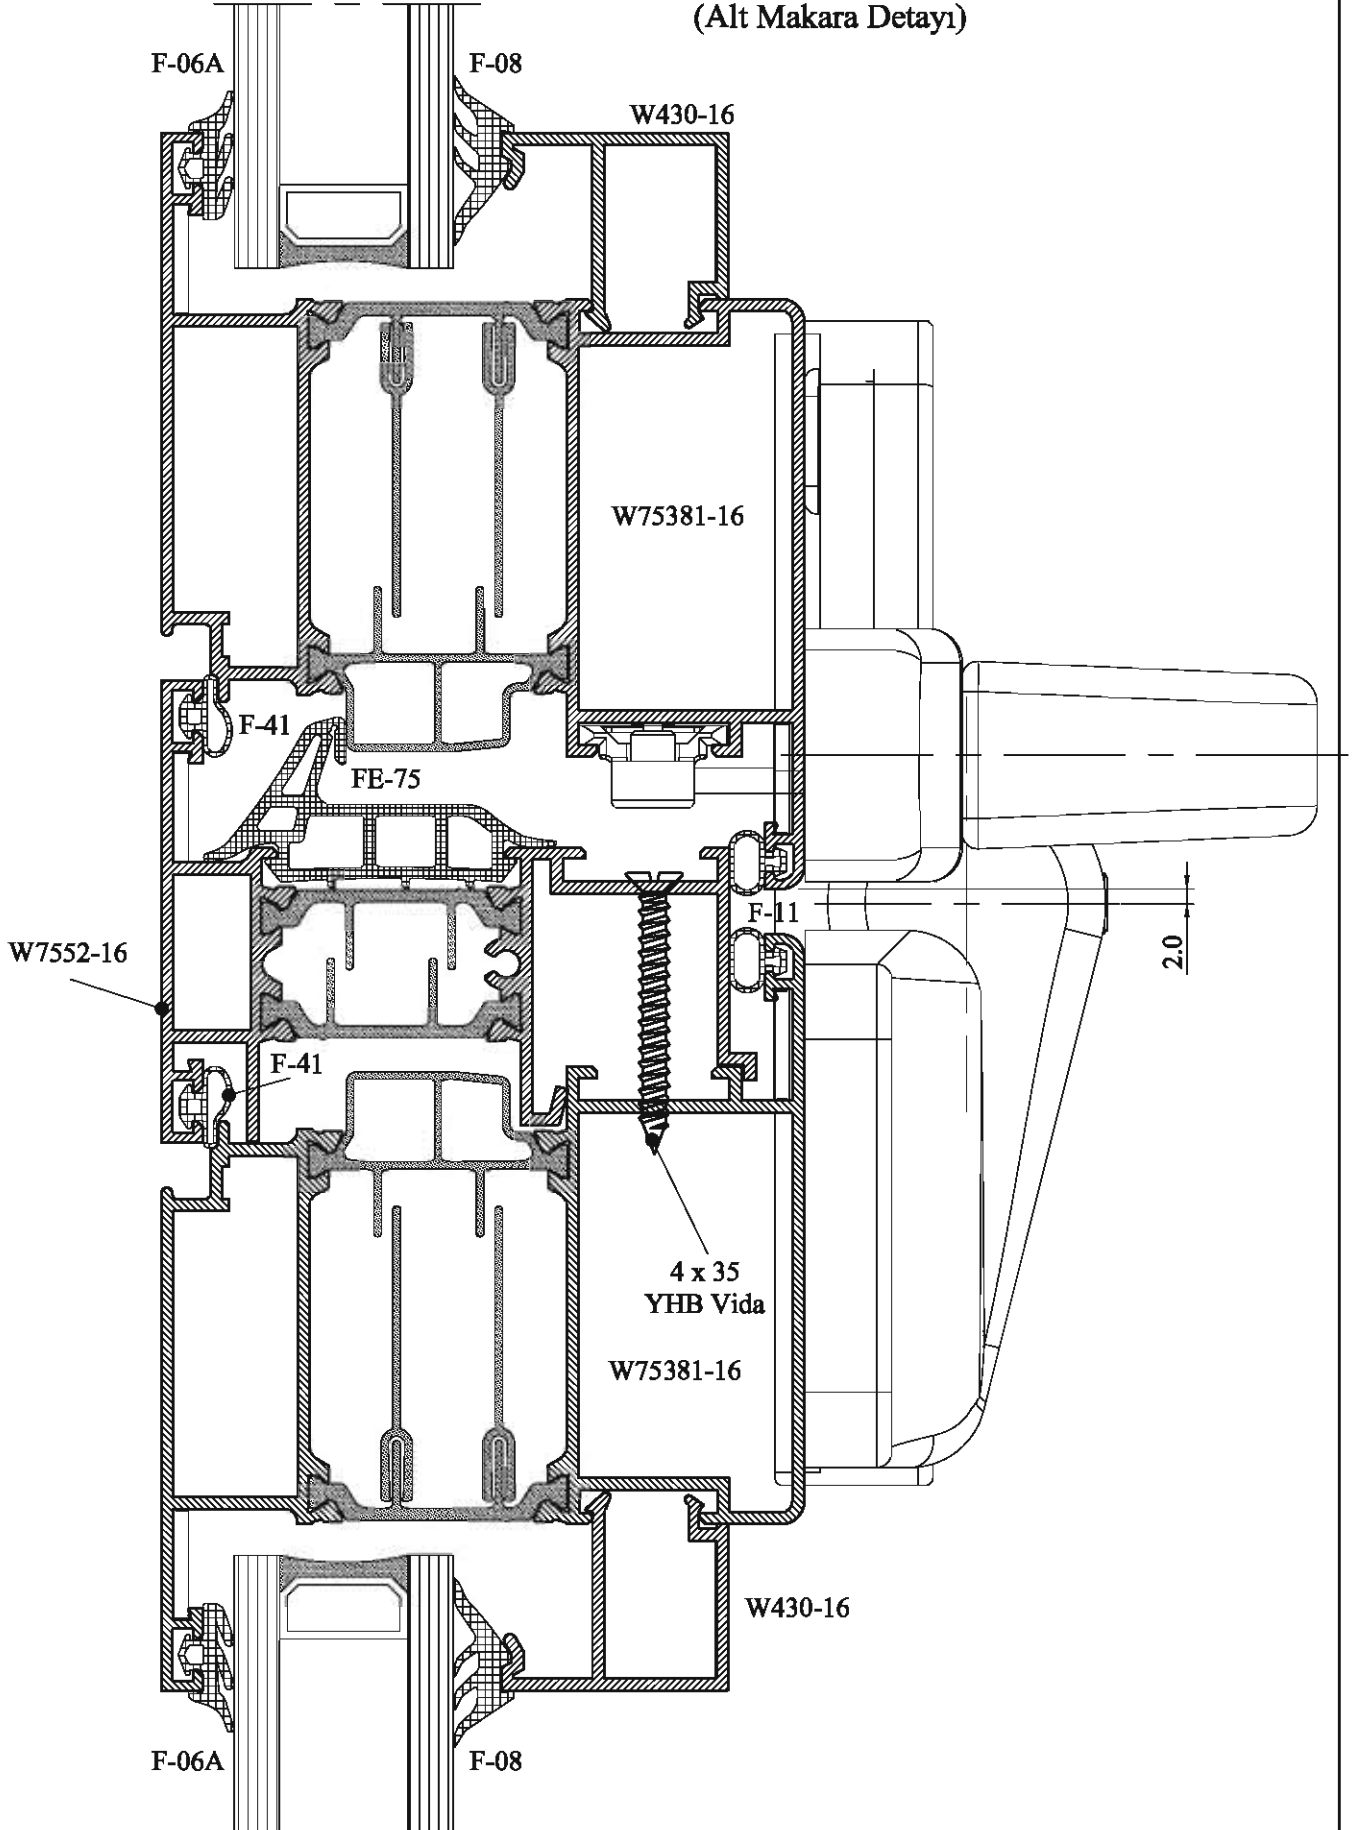 (Alt Makara Detayı)
F-06A
F-08
W430-16
W75381-16
F-41
FE-75
F-11
W7552-16
2.0
F-41
4 x 35
YHB Vida
W75381-16
W430-16
F-06A
F-08